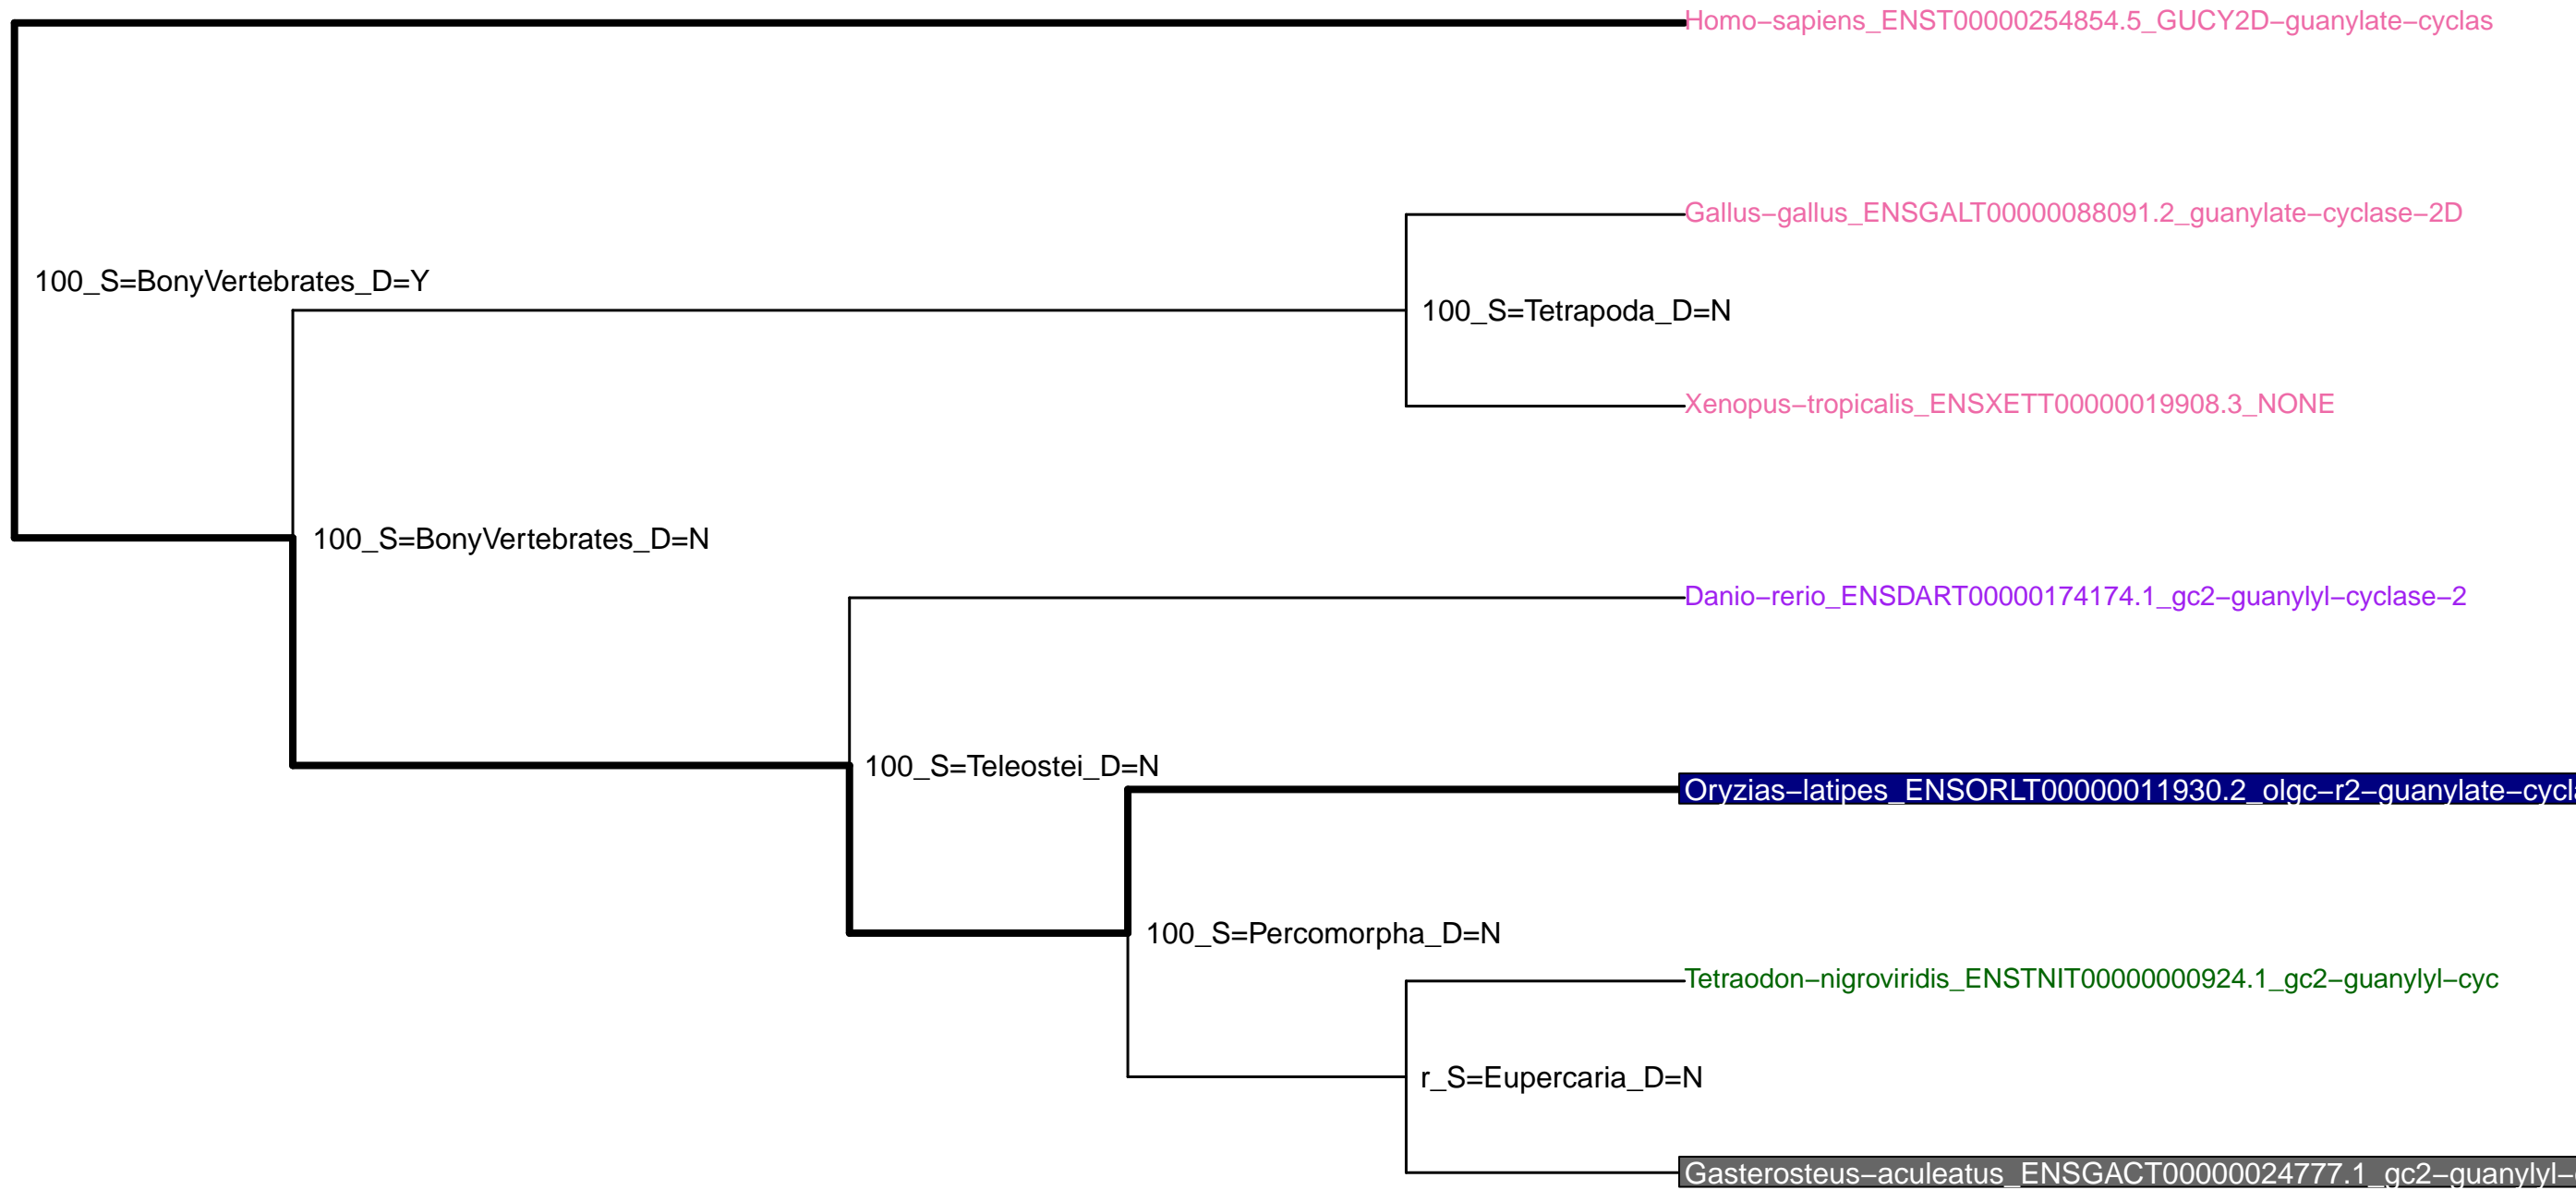 Homo−sapiens_ENST00000254854.5_GUCY2D−guanylate−cyclas
Gallus−gallus_ENSGALT00000088091.2_guanylate−cyclase−2D
100_S=BonyVertebrates_D=Y
100_S=Tetrapoda_D=N
Xenopus−tropicalis_ENSXETT00000019908.3_NONE
100_S=BonyVertebrates_D=N
Danio−rerio_ENSDART00000174174.1_gc2−guanylyl−cyclase−2
100_S=Teleostei_D=N
Oryzias−latipes_ENSORLT00000011930.2_olgc−r2−guanylate−cycla
100_S=Percomorpha_D=N
Tetraodon−nigroviridis_ENSTNIT00000000924.1_gc2−guanylyl−cyc
r_S=Eupercaria_D=N
Gasterosteus−aculeatus_ENSGACT00000024777.1_gc2−guanylyl−